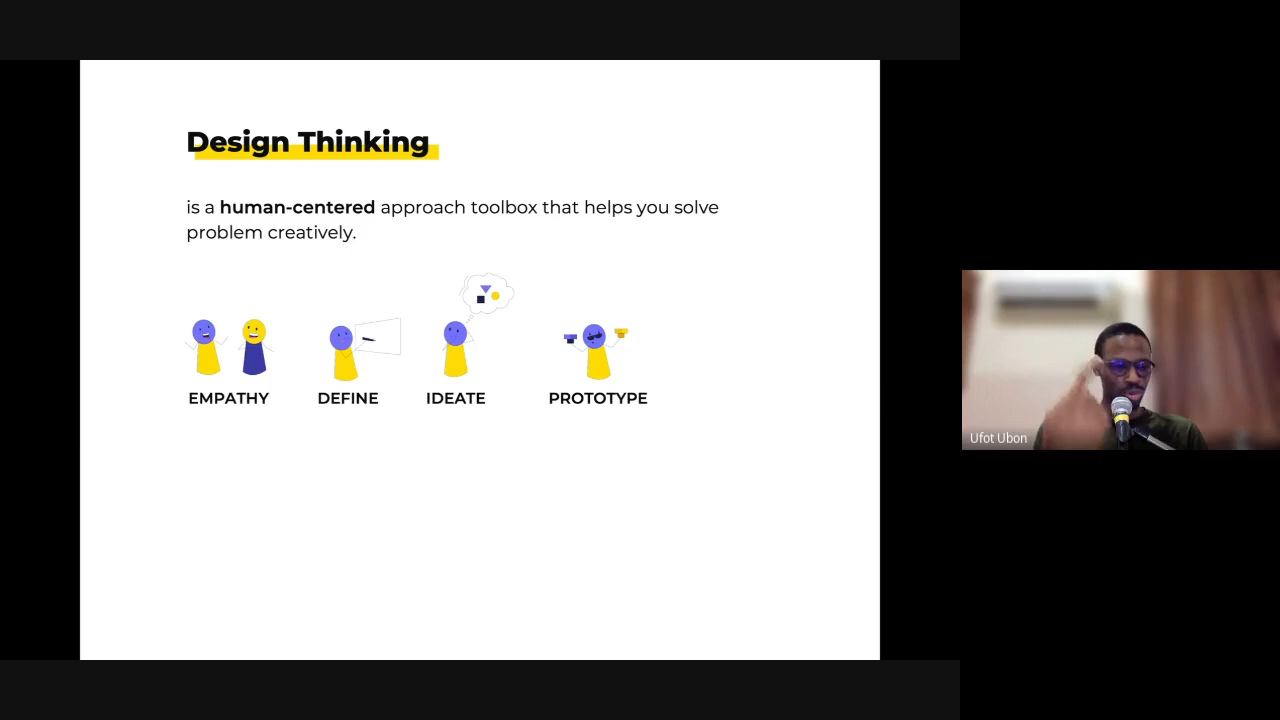 Design Thinking
is a human-centered approach toolbox that helps you solve
problem creatively.
EMPATHY
DEFINE
IDEATE
PROTOTYPE
Ufot Ubon